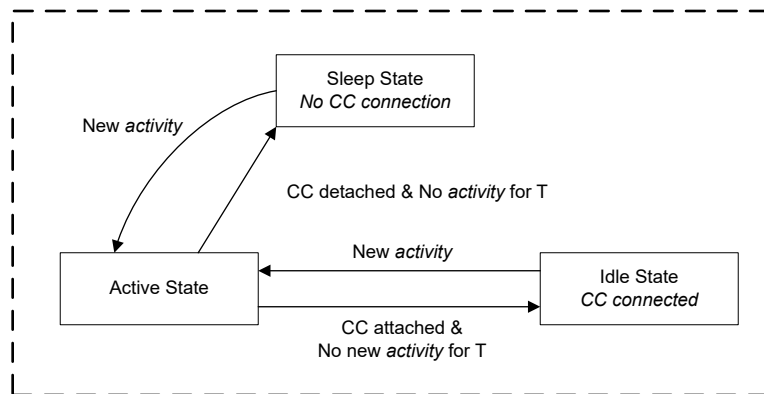 Sleep State
No CC connection
New activity
CC detached & No activity for T
New activity
Active State
Idle State
CC connected
CC attached &
No new activity for T